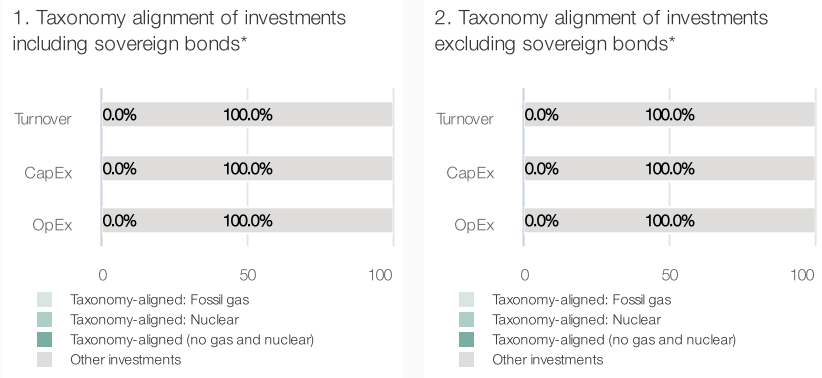 1. Taxonomy alignment of investments
including sovereign bonds*
Turnover 0.0% 100.0%
CapEx 0.0% 100.0%
OpEx 0.0% 100.0%
0 50 100
Taxonomy-aligned: Fossil gas
Taxonomy-aligned: Nuclear
Taxonomy-aligned (no gas and nuclear)
Other investments
2. Taxonomy alignment of investments
excluding sovereign bonds*
Turnover 0.0% 100.0%
CapEx 0.0% 100.0%
OpEx 0.0% 100.0%
0 50 100
Taxonomy-aligned: Fossil gas
Taxonomy-aligned: Nuclear
Taxonomy-aligned (no gas and nuclear)
Other investments